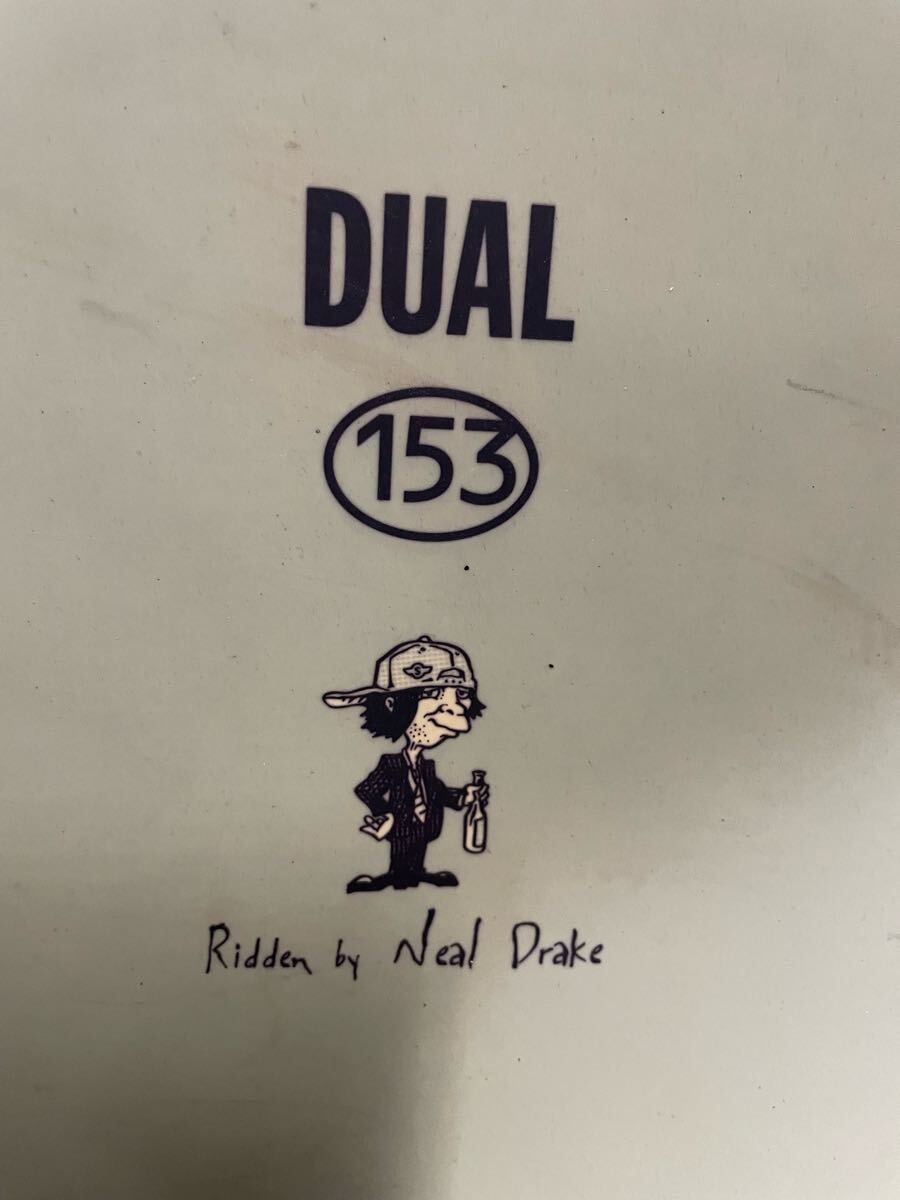 DUAL
153
S
Ridden by Neal Drake